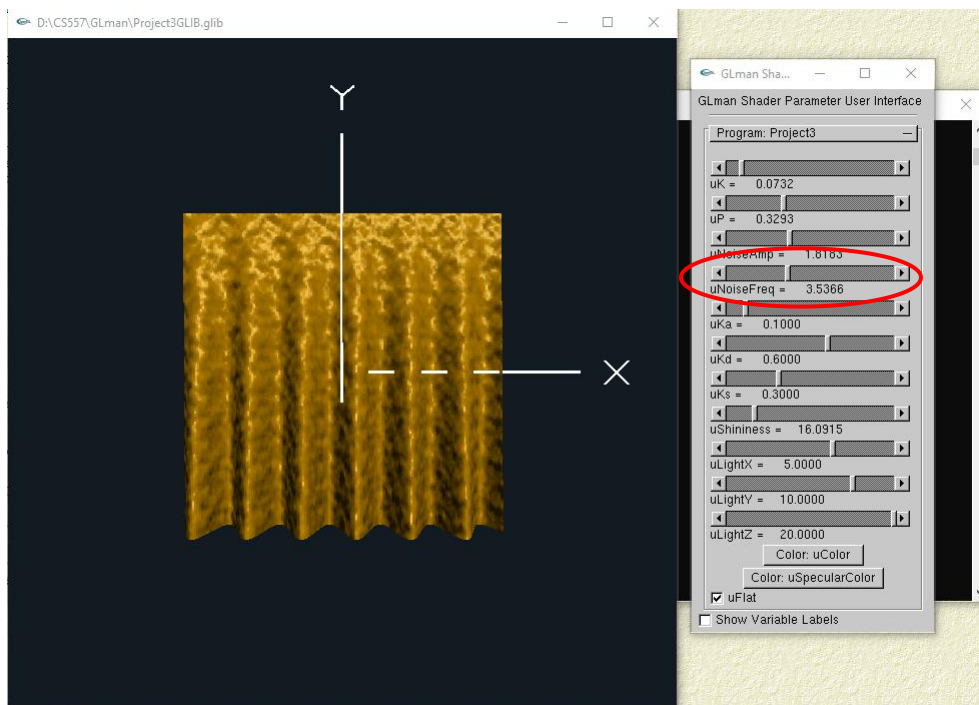 D:\CS557\GLman\Project3GLIB.glib
Y
X
GLman Sha...
GLman Shader Parameter User Interface
Program: Project3
uK = 0.0732
uP = 0.3293
uNoiseAmp = 1.8183
uNoiseFreq = 3.5366
uKa = 0.1000
uKd = 0.6000
uKs = 0.3000
uShininess = 16.0915
uLightX = 5.0000
uLightY = 10.0000
uLightZ = 20.0000
Color: uColor
Color: uSpecularColor
uFlat
Show Variable Labels